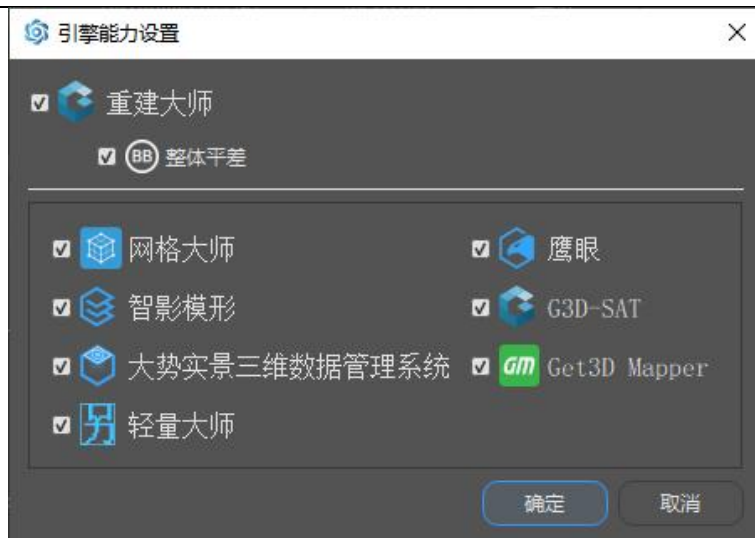 引擎能力设置
重建大师
BB 整体平差
网格大师
鹰眼
智影模形
G3D-SAT
大势实景三维数据管理系统
GM Get3D Mapper
轻量大师
确定
取消